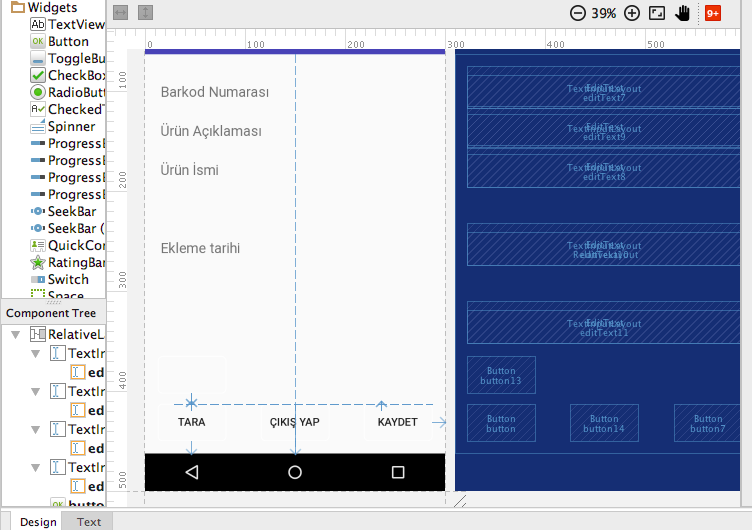 Widgets
TextView
Button
ToggleBu
CheckBox
RadioButt
CheckedT
Spinner
ProgressB
ProgressB
ProgressB
ProgressB
SeekBar
SeekBar (
QuickCon
RatingBar
Switch
Space
Component Tree
RelativeLa
TextIn
ed
TextIn
ed
TextIn
ed
TextIn
ed
button
39%
9+
0 100 200 300 400 500
100
200
300
400
500
Barkod Numarası
Ürün Açıklaması
Ürün İsmi
Ekleme tarihi
TARA
ÇIKIŞ YAP
KAYDET
TextInputLayout
EditText
editText7
TextInputLayout
EditText
editText9
TextInputLayout
EditText
editText8
TextInputLayout
EditText
TextInputLayout
EditText
editText11
Button
button13
Button
button
Button
button14
Button
button7
Design
Text